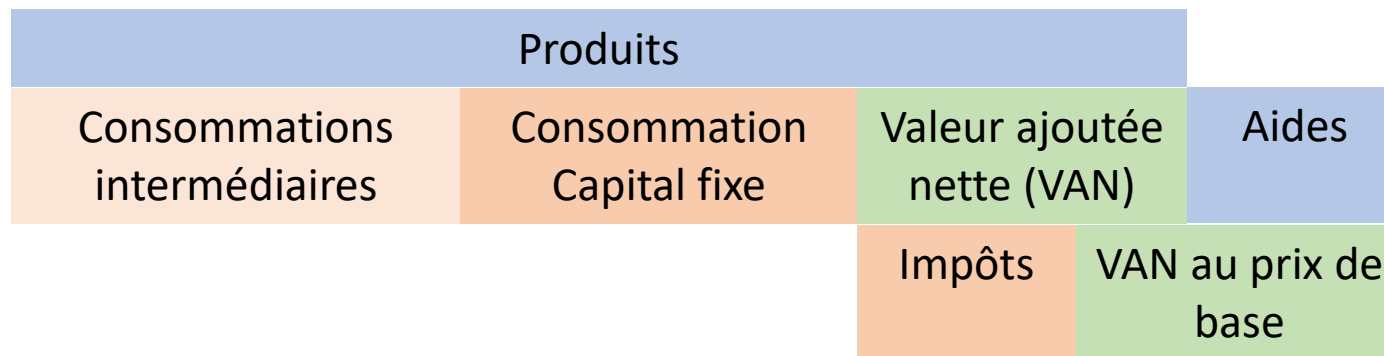 Produits
Consommations
intermédiaires
Consommation
Capital fixe
Valeur ajoutée
nette (VAN)
Aides
Impôts
VAN au prix de
base